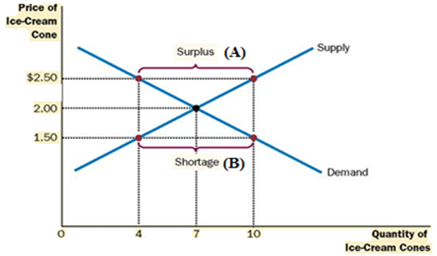 Price of
Ice-Cream
Cone
Surplus (A)
Supply
$2.50
2.00
1.50
Shortage (B)
Demand
0
4
7
10
Quantity of
Ice-Cream Cones